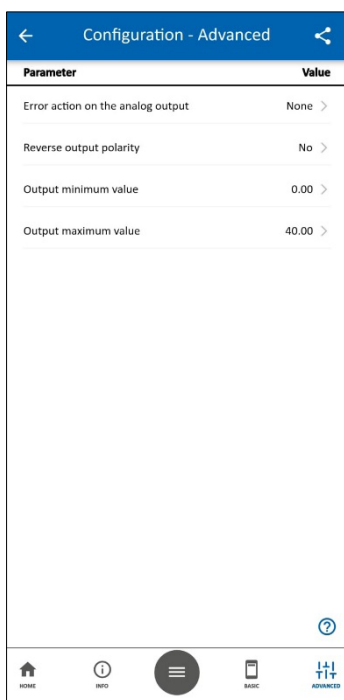 Configuration - Advanced
Parameter Value
Error action on the analog output None
Reverse output polarity No
Output minimum value 0.00
Output maximum value 40.00
HOME INFO BASIC ADVANCED